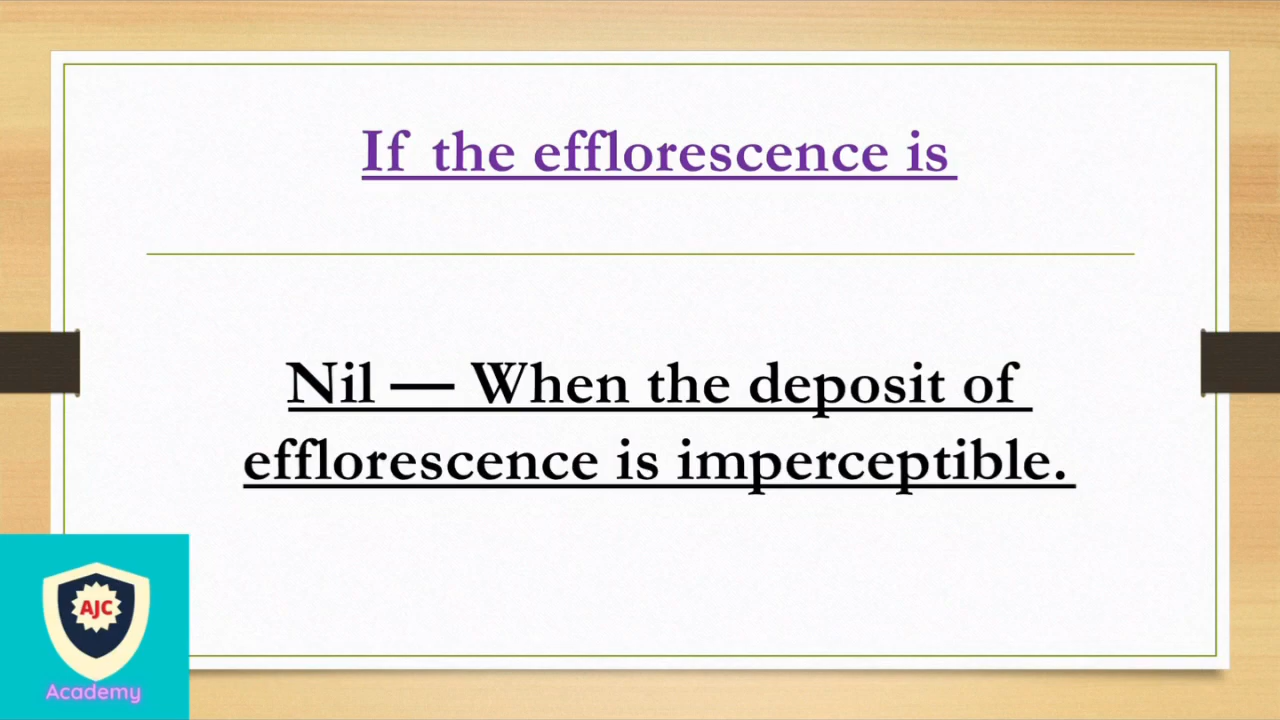 If the efflorescence is
Nil — When the deposit of
efflorescence is imperceptible.
AJC
Academy